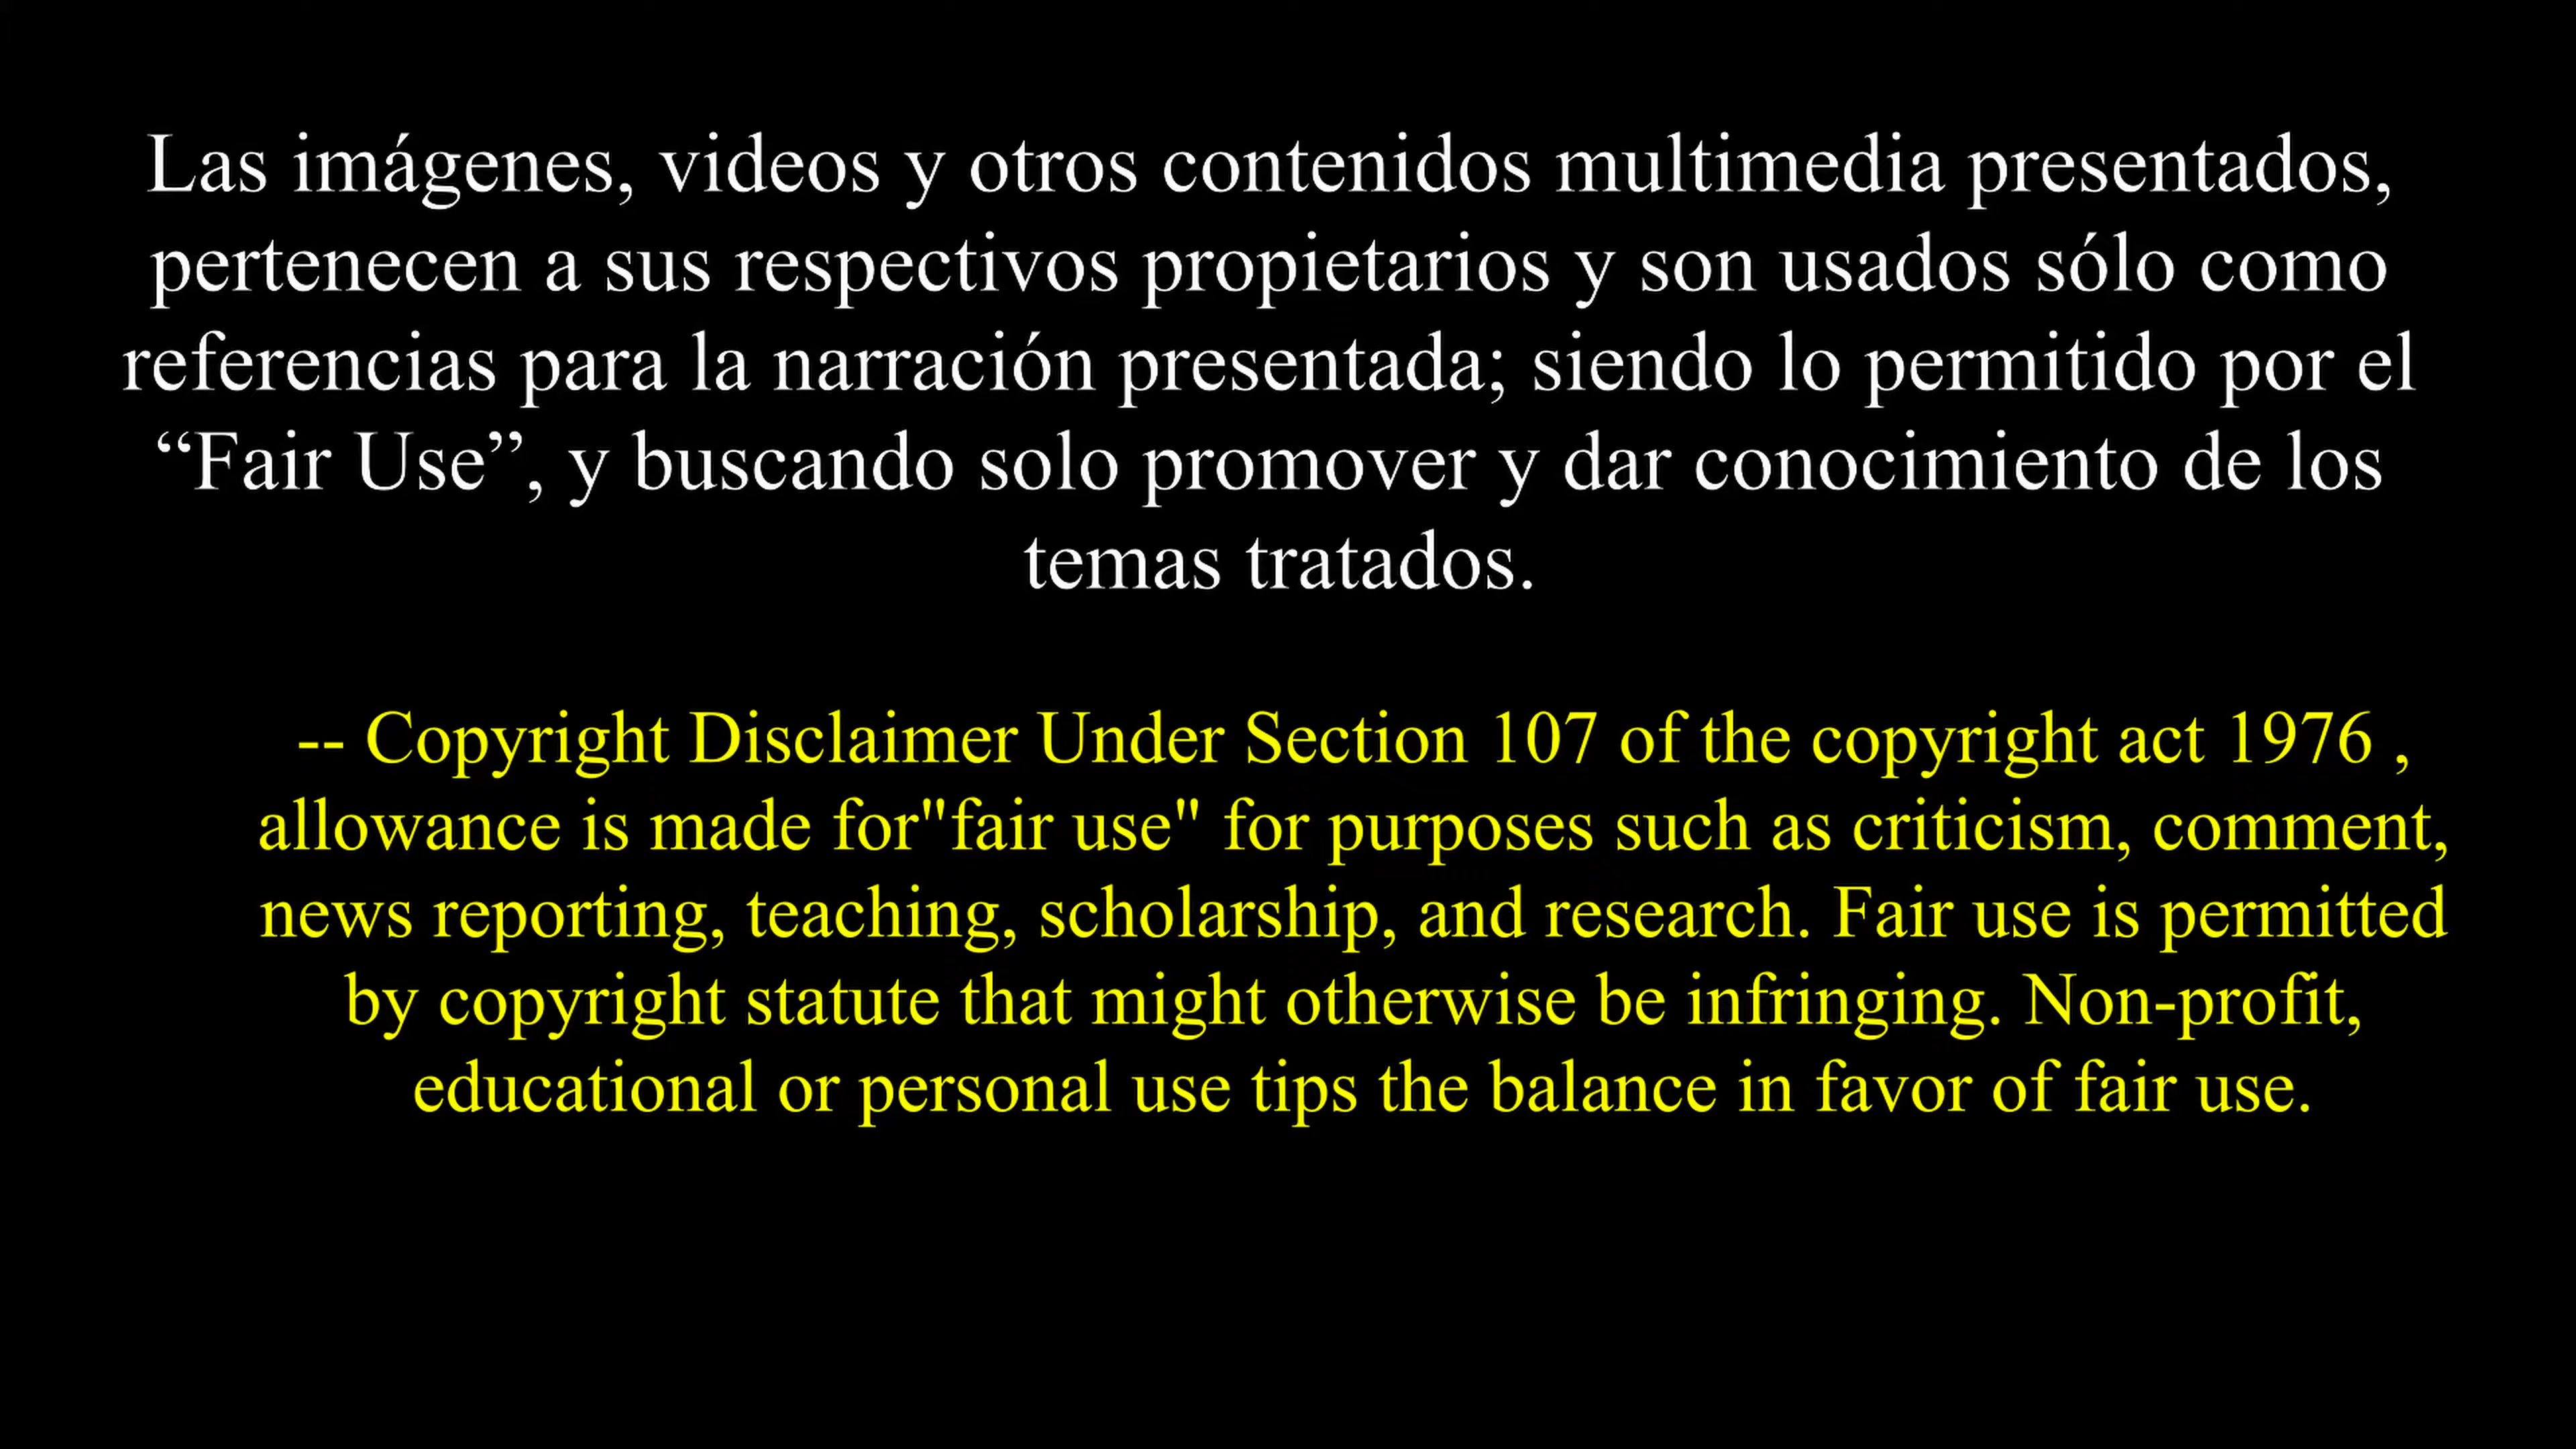 Las imágenes, videos y otros contenidos multimedia presentados,
pertenecen a sus respectivos propietarios y son usados sólo como
referencias para la narración presentada; siendo lo permitido por el
“Fair Use”, y buscando solo promover y dar conocimiento de los
temas tratados.
-- Copyright Disclaimer Under Section 107 of the copyright act 1976 ,
allowance is made for"fair use" for purposes such as criticism, comment,
news reporting, teaching, scholarship, and research. Fair use is permitted
by copyright statute that might otherwise be infringing. Non-profit,
educational or personal use tips the balance in favor of fair use.